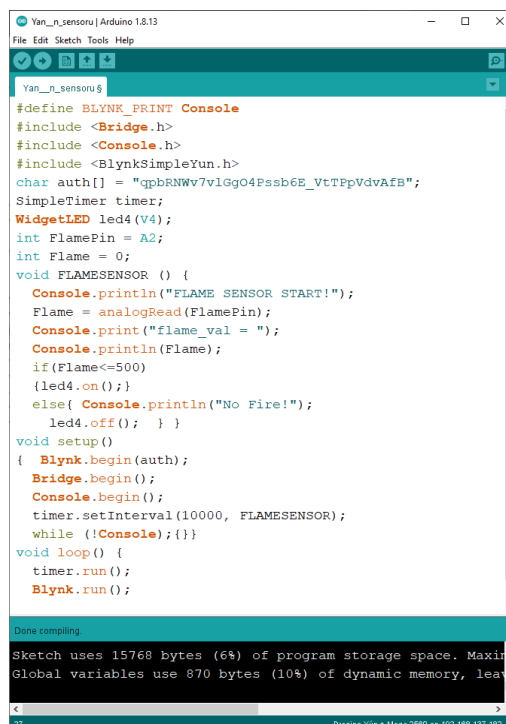 Yan__n_sensoru | Arduino 1.8.13
File Edit Sketch Tools Help
Yan__n_sensoru §
#define BLYNK_PRINT Console
#include <Bridge.h>
#include <Console.h>
#include <BlynkSimpleYun.h>
char auth[] = "qpbRNWv7vlGgO4Pssb6E_VtTPpVdvAfB";
SimpleTimer timer;
WidgetLED led4(V4);
int FlamePin = A2;
int Flame = 0;
void FLAMESENSOR () {
Console.println("FLAME SENSOR START!");
Flame = analogRead(FlamePin);
Console.print("flame_val = ");
Console.println(Flame);
if(Flame<=500)
{led4.on();}
else{ Console.println("No Fire!");
led4.off();  } }
void setup()
{  Blynk.begin(auth);
Bridge.begin();
Console.begin();
timer.setInterval(10000, FLAMESENSOR);
while (!Console);{}}
void loop() {
timer.run();
Blynk.run();
Done compiling.
Sketch uses 15768 bytes (6%) of program storage space. Maxin
Global variables use 870 bytes (10%) of dynamic memory, leav
27